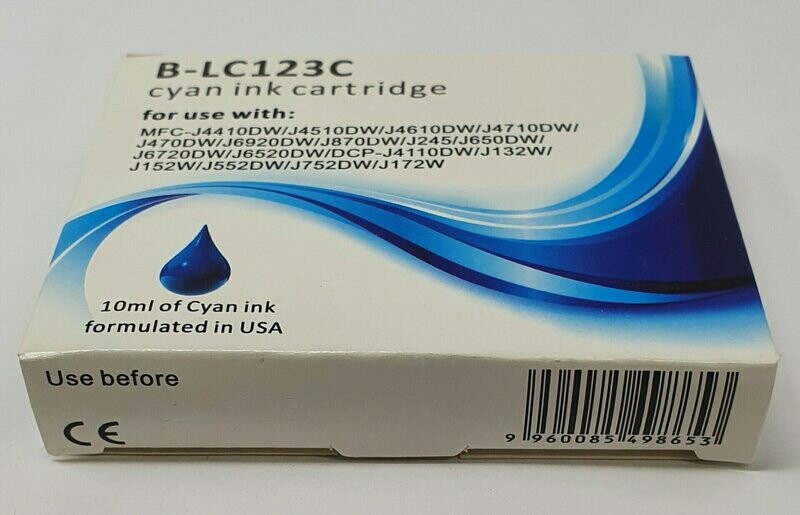 B-LC123C
cyan ink cartridge
for use with:
MFC-J4410DW/J4510DW/J4610DW/J4710DW/
J470DW/J6920DW/J870DW/J245/J650DW/
J6720DW/J6520DW/DCP-J4110DW/J132W/
J152W/J552DW/J752DW/J172W
10ml of Cyan ink
formulated in USA
Use before
CE
9 960085 498653